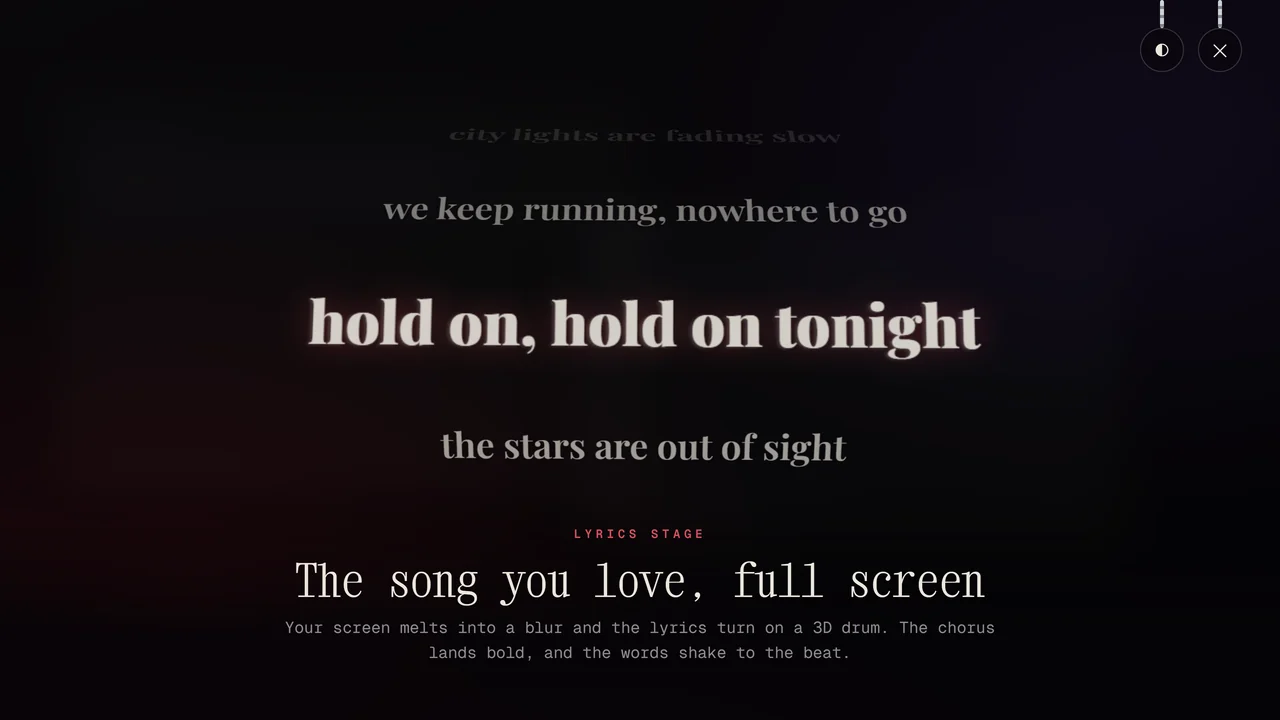 city lights are fading slow
we keep running, nowhere to go
hold on, hold on tonight
the stars are out of sight
LYRICS STAGE
The song you love, full screen
Your screen melts into a blur and the lyrics turn on a 3D drum. The chorus
lands bold, and the words shake to the beat.